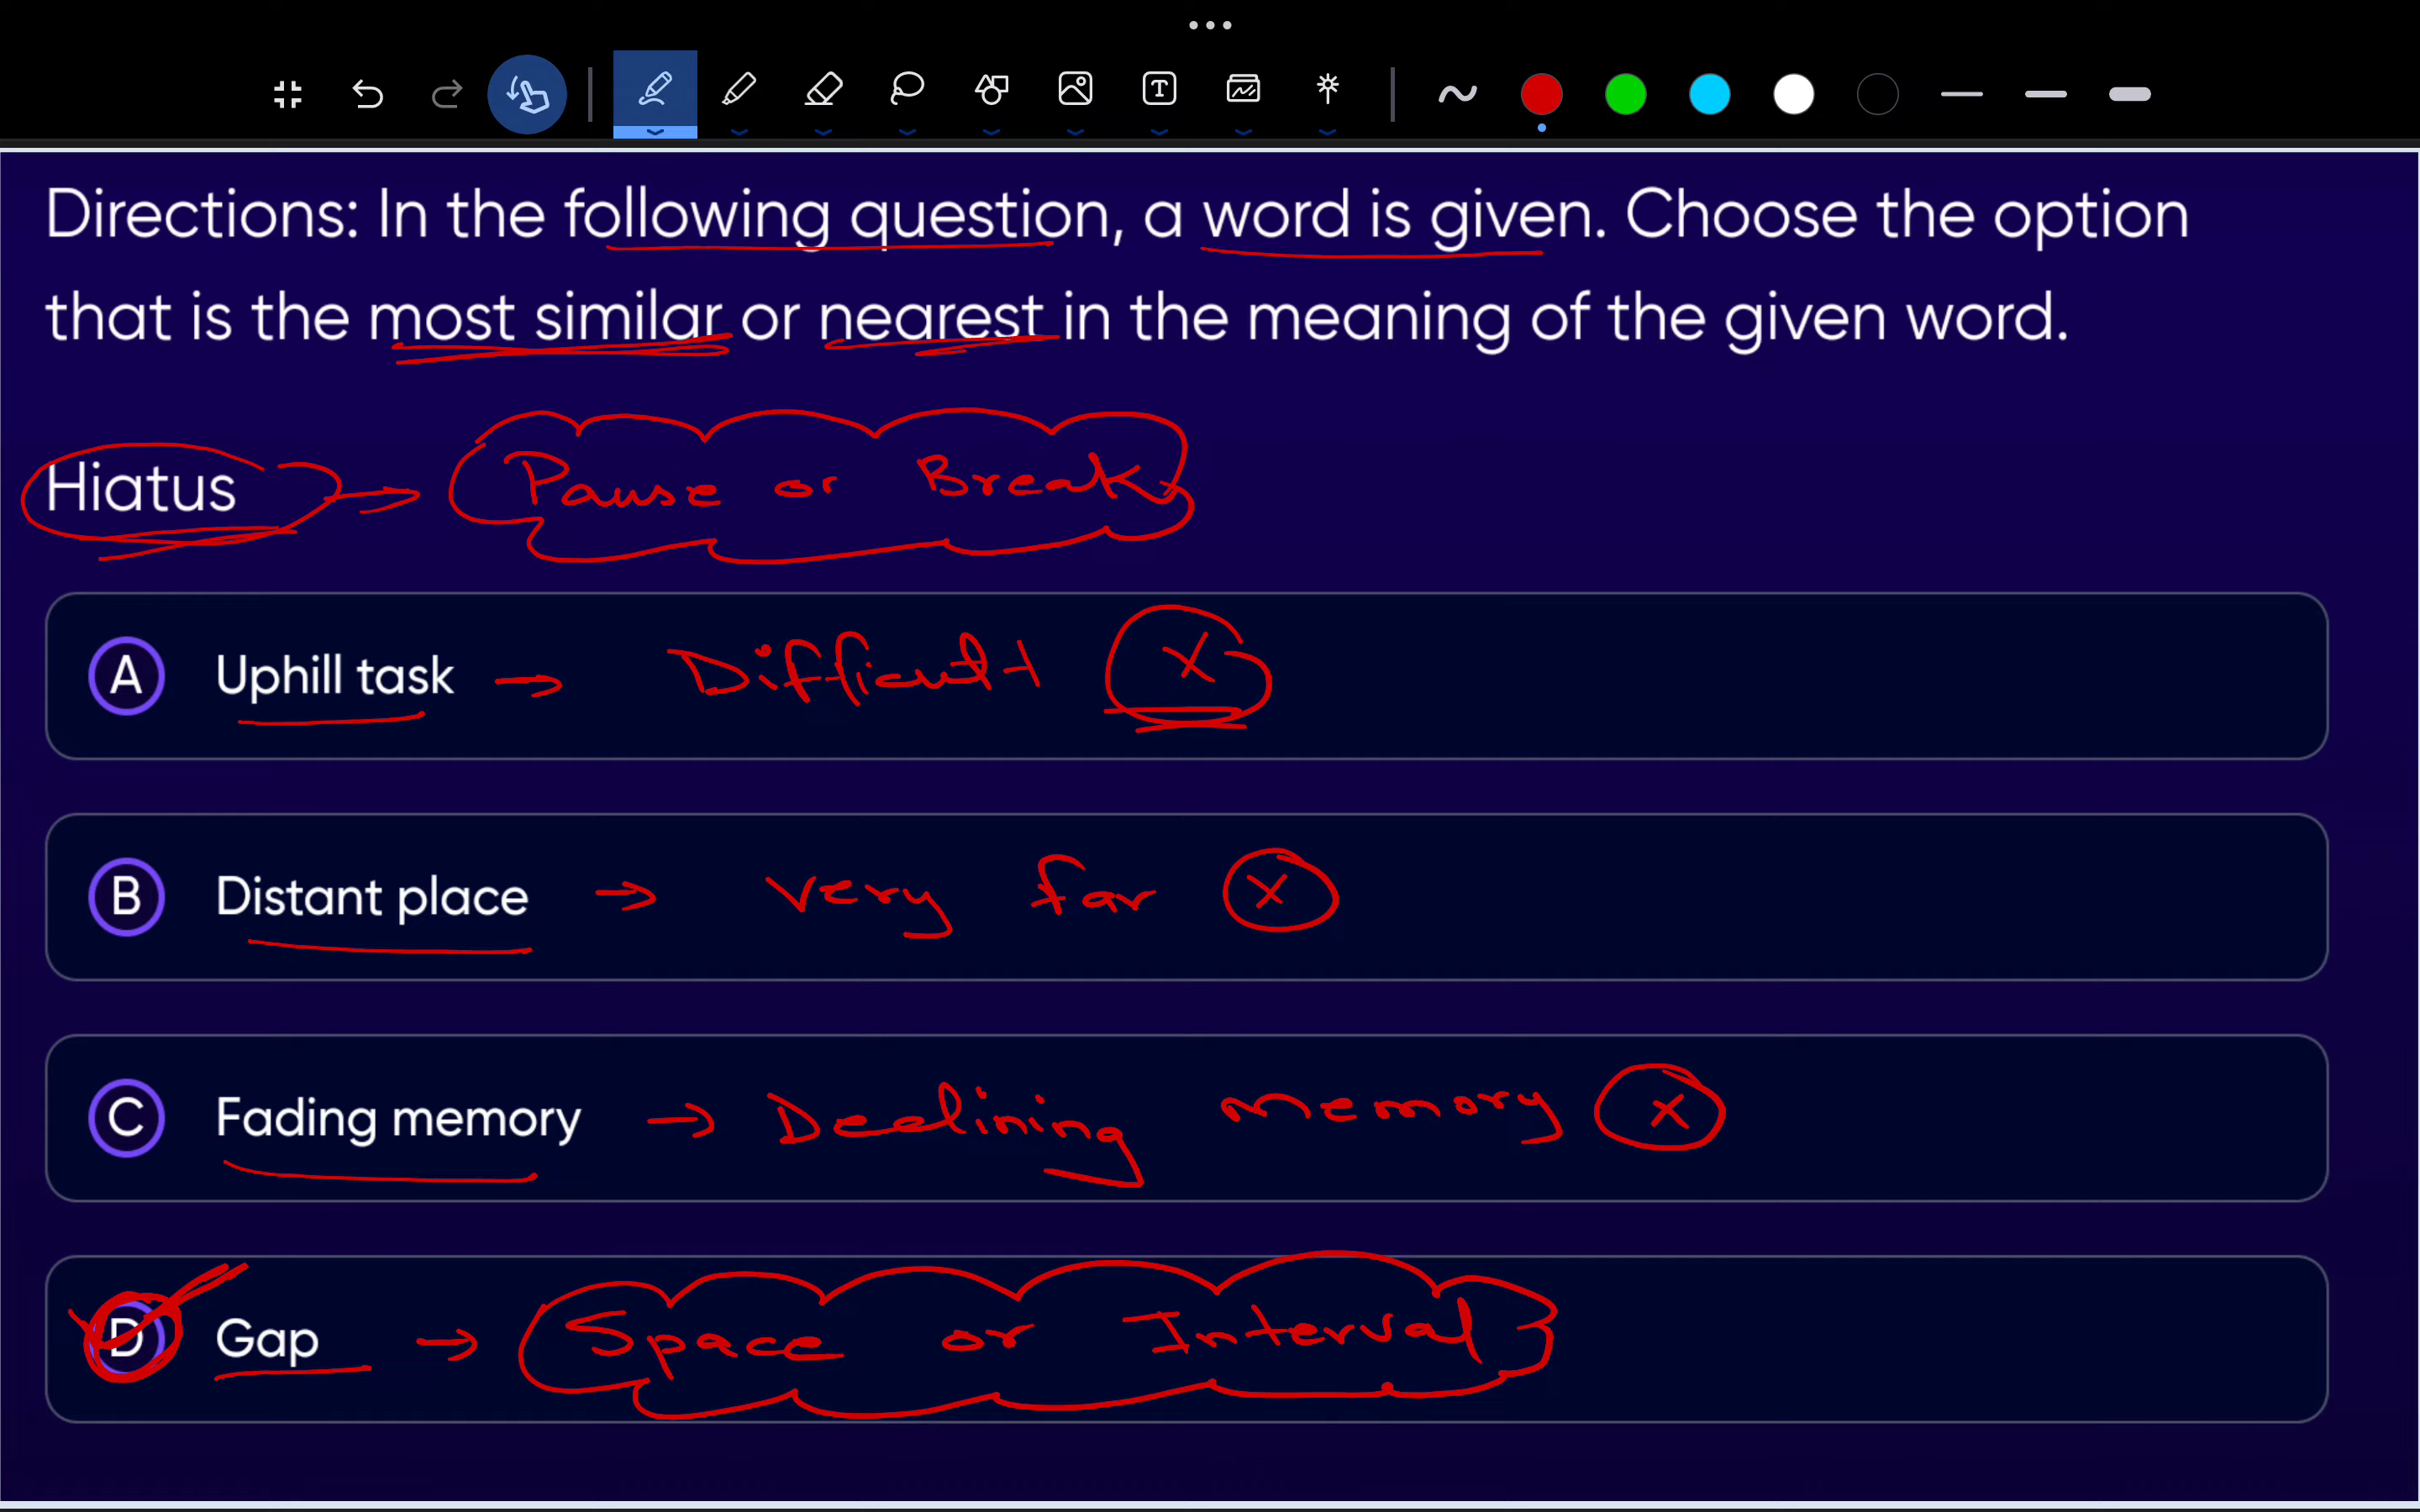 Directions: In the following question, a word is given. Choose the option
that is the most similar or nearest in the meaning of the given word.
Hiatus → Pause or Break
A Uphill task → Difficult X
B Distant place → very far X
C Fading memory → Declining memory X
D Gap → Space or Interval